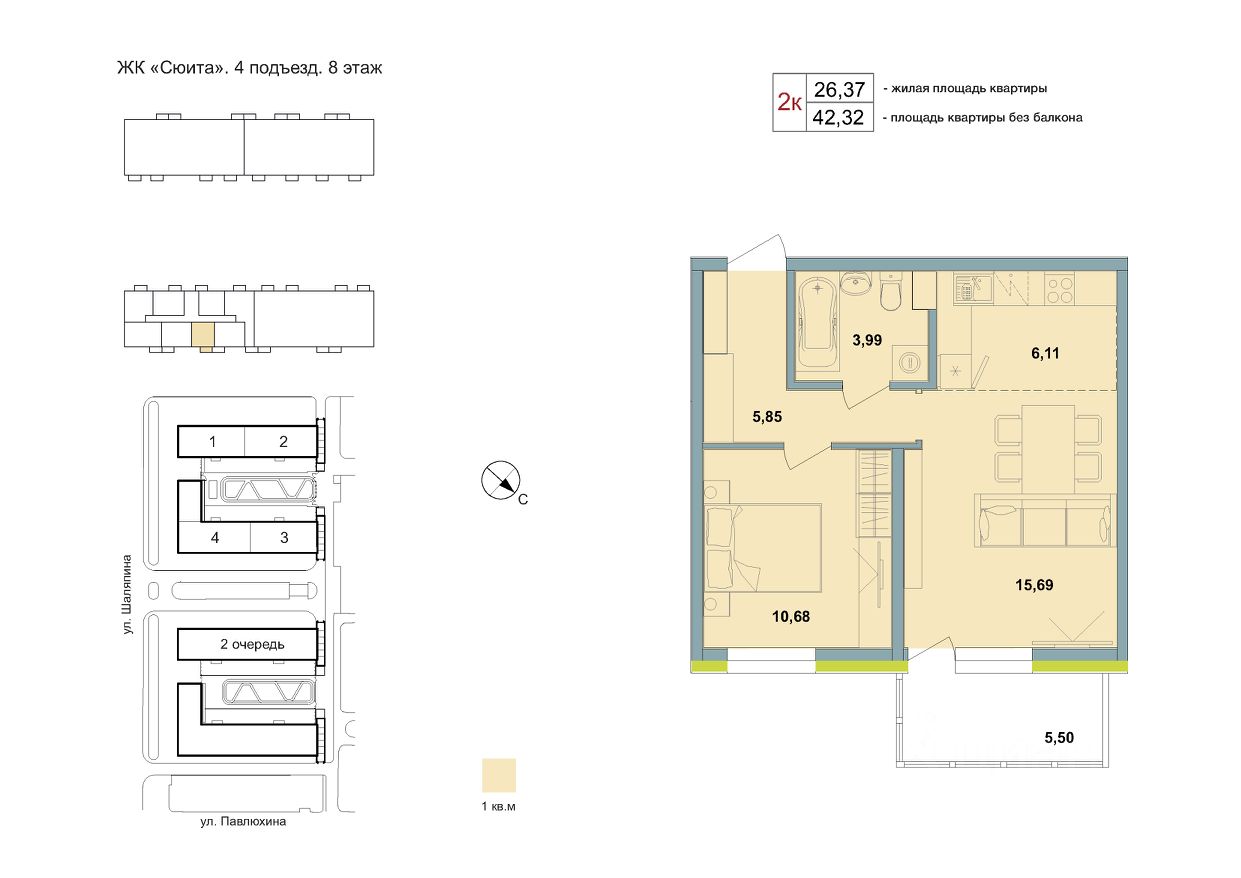 ЖК «Сюита». 4 подъезд. 8 этаж
2к
26,37 - жилая площадь квартиры
42,32 - площадь квартиры без балкона
3,99
6,11
5,85
10,68
15,69
5,50
1 2
4 3
С
ул. Шаляпина
2 очередь
1 кв.м
ул. Павлюхина